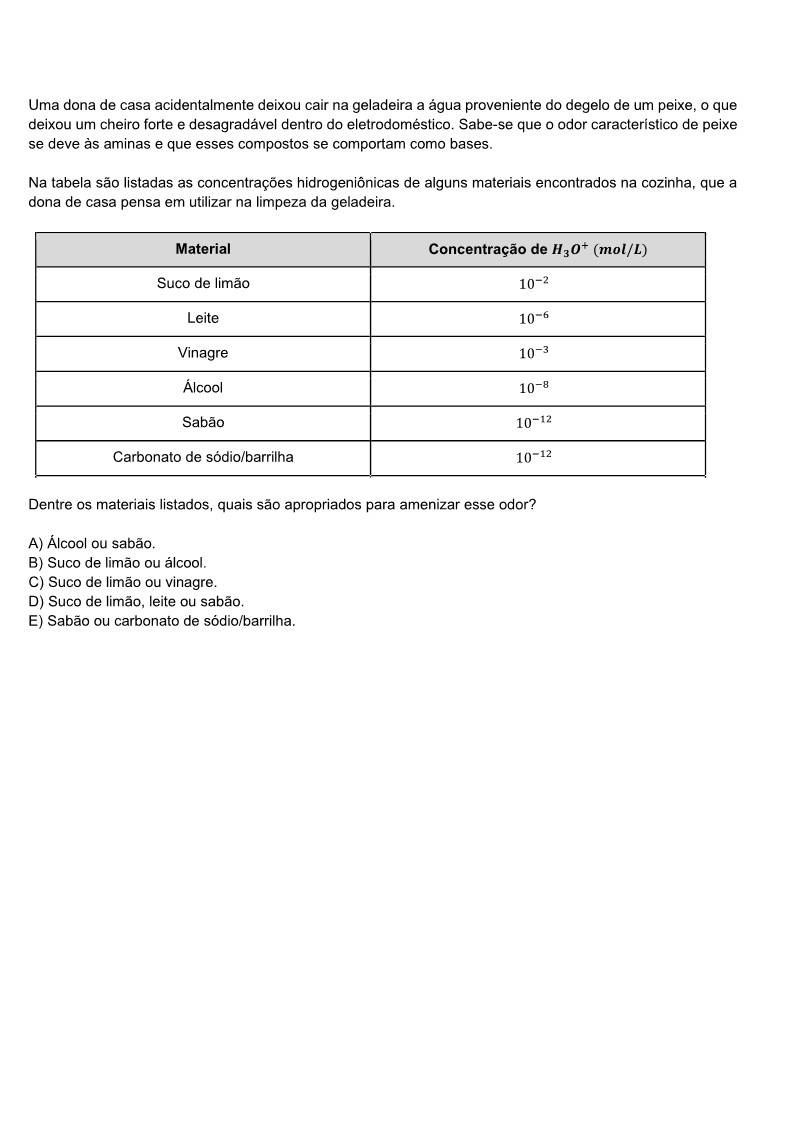 Uma dona de casa acidentalmente deixou cair na geladeira a água proveniente do degelo de um peixe, o que
deixou um cheiro forte e desagradável dentro do eletrodoméstico. Sabe-se que o odor característico de peixe
se deve às aminas e que esses compostos se comportam como bases.
Na tabela são listadas as concentrações hidrogeniônicas de alguns materiais encontrados na cozinha, que a
dona de casa pensa em utilizar na limpeza da geladeira.
Material Concentração de H₃O⁺ (mol/L)
Suco de limão 10⁻²
Leite 10⁻⁶
Vinagre 10⁻³
Álcool 10⁻⁸
Sabão 10⁻¹²
Carbonato de sódio/barrilha 10⁻¹²
Dentre os materiais listados, quais são apropriados para amenizar esse odor?
A) Álcool ou sabão.
B) Suco de limão ou álcool.
C) Suco de limão ou vinagre.
D) Suco de limão, leite ou sabão.
E) Sabão ou carbonato de sódio/barrilha.